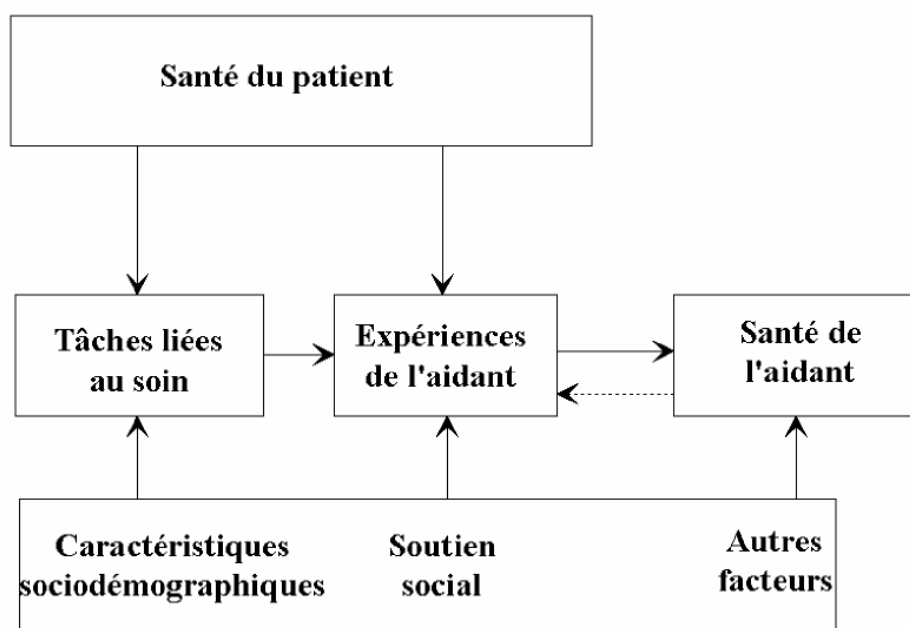 Santé du patient
Tâches liées
au soin
Expériences
de l'aidant
Santé de
l'aidant
Caractéristiques
sociodémographiques
Soutien
social
Autres
facteurs